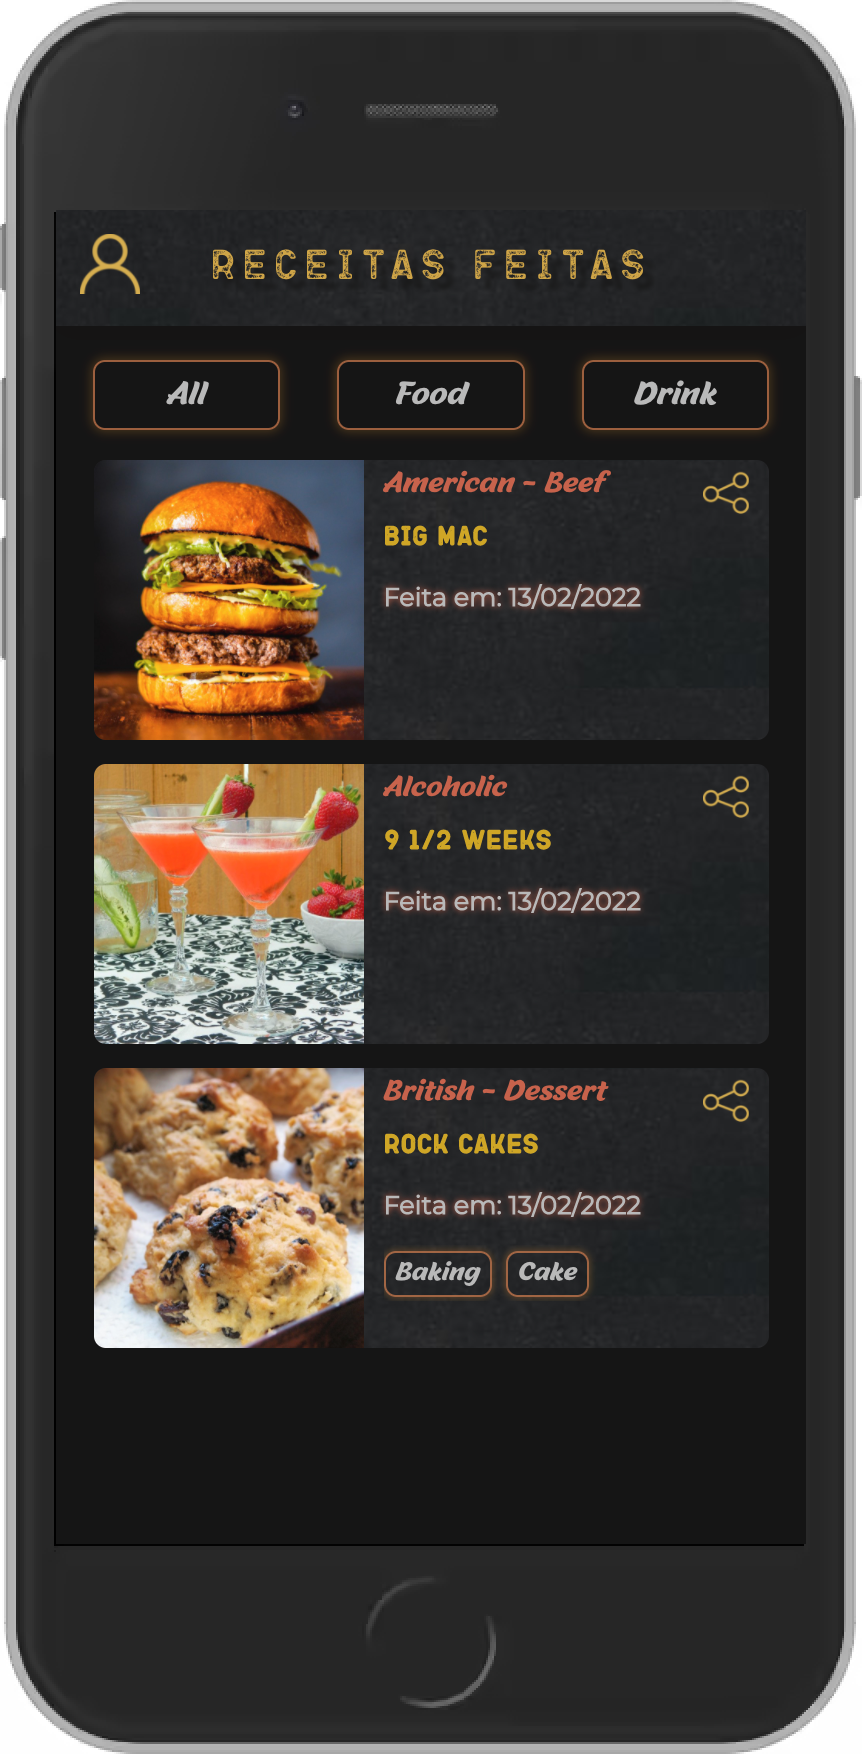 RECEITAS FEITAS
All
Food
Drink
American - Beef
BIG MAC
Feita em: 13/02/2022
Alcoholic
9 1/2 WEEKS
Feita em: 13/02/2022
British - Dessert
ROCK CAKES
Feita em: 13/02/2022
Baking
Cake